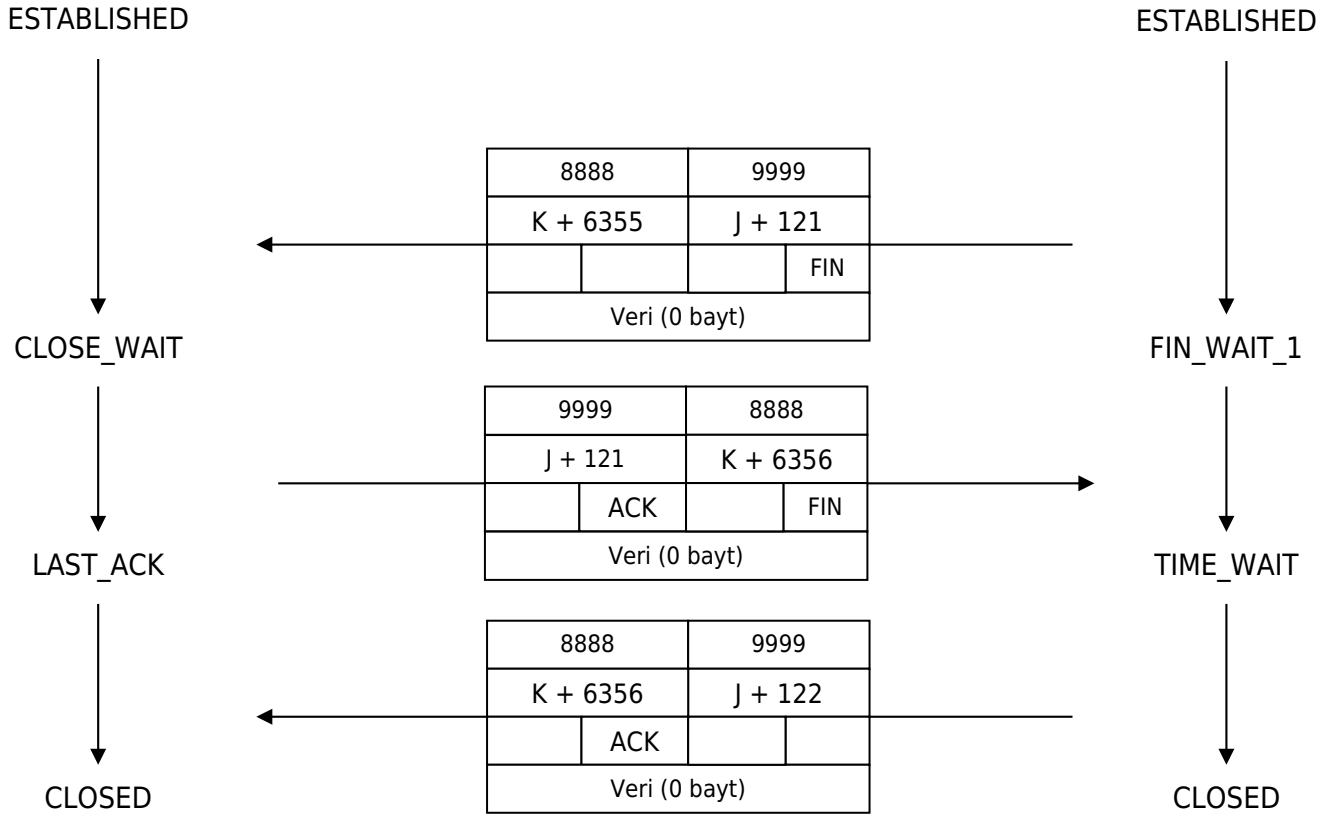 ESTABLISHED
ESTABLISHED
8888 9999
K + 6355 J + 121
FIN
Veri (0 bayt)
CLOSE_WAIT
FIN_WAIT_1
9999 8888
J + 121 K + 6356
ACK FIN
Veri (0 bayt)
LAST_ACK
TIME_WAIT
8888 9999
K + 6356 J + 122
ACK
Veri (0 bayt)
CLOSED
CLOSED